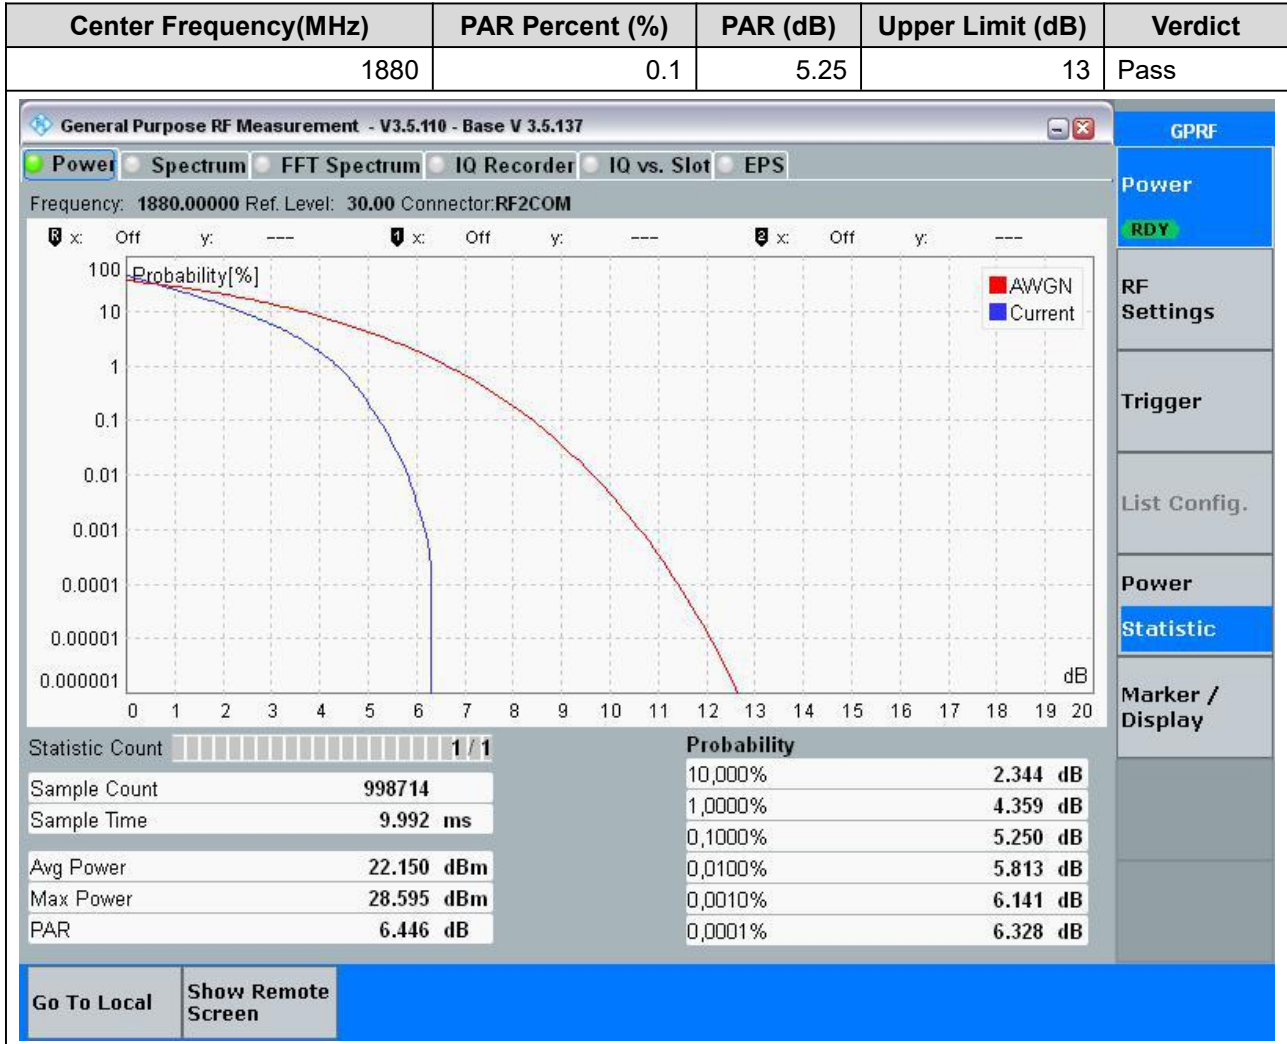 Center Frequency(MHz) PAR Percent (%) PAR (dB) Upper Limit (dB) Verdict
1880 0.1 5.25 13 Pass
General Purpose RF Measurement - V3.5.110 - Base V 3.5.137
GPRF
Power Spectrum FFT Spectrum IQ Recorder IQ vs. Slot EPS
Power
RDY
Frequency: 1880.00000 Ref. Level: 30.00 Connector:RF2COM
R x: Off y: --- 1 x: Off y: --- 2 x: Off y: ---
Probability[%]
AWGN
Current
100
10
1
0.1
0.01
0.001
0.0001
0.00001
0.000001
dB
0 1 2 3 4 5 6 7 8 9 10 11 12 13 14 15 16 17 18 19 20
RF
Settings
Trigger
List Config.
Power
Statistic
Marker /
Display
Statistic Count 1 / 1
Sample Count 998714
Sample Time 9.992 ms
Avg Power 22.150 dBm
Max Power 28.595 dBm
PAR 6.446 dB
Probability
10,000% 2.344 dB
1,0000% 4.359 dB
0,1000% 5.250 dB
0,0100% 5.813 dB
0,0010% 6.141 dB
0,0001% 6.328 dB
Go To Local
Show Remote
Screen